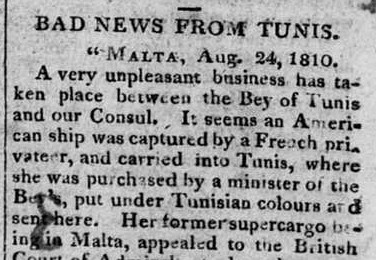 BAD NEWS FROM TUNIS.
"MALTA, Aug. 24, 1810.
A very unpleasant business has ta-
ken place between the Bey of Tunis
and our Consul. It seems an Ameri-
can ship was captured by a French pri-
vateer, and carried into Tunis, where
she was purchased by a minister of the
Bey's, put under Tunisian colours and
sent here. Her former supercargo be-
ing in Malta, appealed to the British
Court of